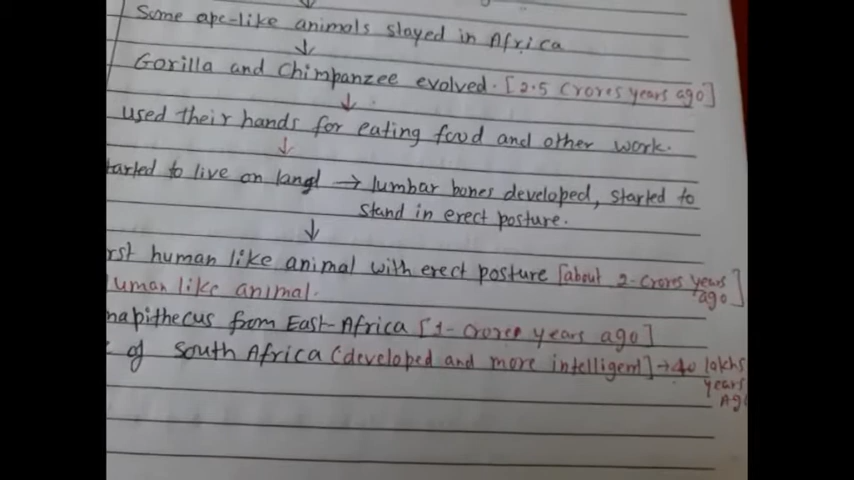 Some ape-like animals stayed in Africa
↓
Gorilla and Chimpanzee evolved. [2.5 Crores years ago]
↓
used their hands for eating food and other work.
↓
tarted to live on land → lumbar bones developed, started to
stand in erect posture.
↓
rst human like animal with erect posture [about 2-crores years ago]
uman like animal.
napithecus from East-Africa [1-crores years ago]
of South Africa (developed and more intelligent] → 40 lakhs years Ago